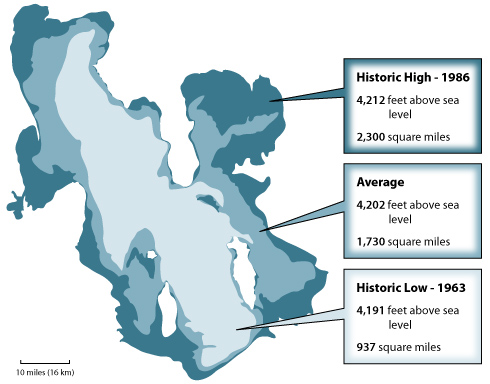 Historic High - 1986
4,212 feet above sea
level
2,300 square miles
Average
4,202 feet above sea
level
1,730 square miles
Historic Low - 1963
4,191 feet above sea
level
937 square miles
10 miles (16 km)